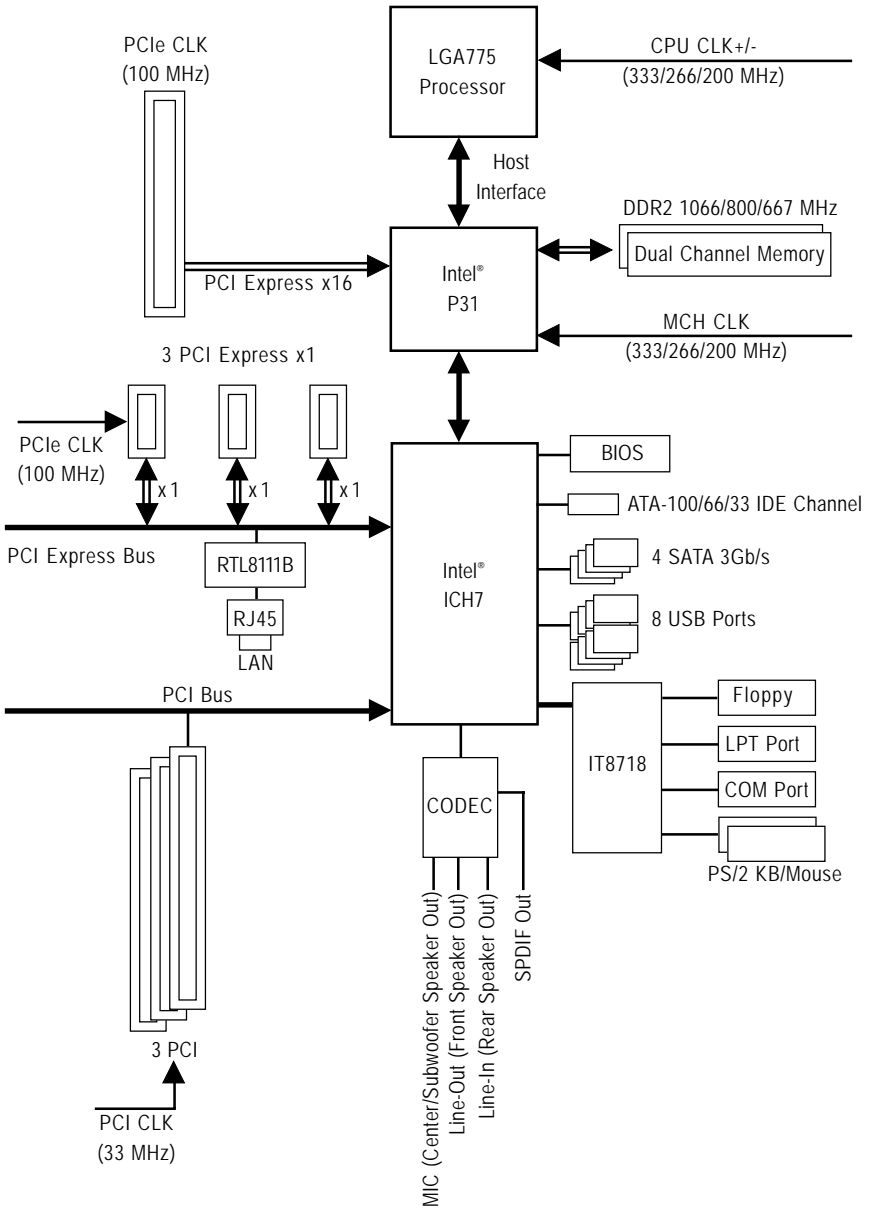 PCIe CLK
(100 MHz)
LGA775
Processor
CPU CLK+/-
(333/266/200 MHz)
Host
Interface
DDR2 1066/800/667 MHz
Dual Channel Memory
PCI Express x16
Intel®
P31
MCH CLK
(333/266/200 MHz)
3 PCI Express x1
PCIe CLK
(100 MHz)
x1
x1
x1
PCI Express Bus
RTL8111B
RJ45
LAN
Intel®
ICH7
BIOS
ATA-100/66/33 IDE Channel
4 SATA 3Gb/s
8 USB Ports
PCI Bus
IT8718
Floppy
LPT Port
COM Port
PS/2 KB/Mouse
CODEC
MIC (Center/Subwoofer Speaker Out)
Line-Out (Front Speaker Out)
Line-In (Rear Speaker Out)
SPDIF Out
3 PCI
PCI CLK
(33 MHz)